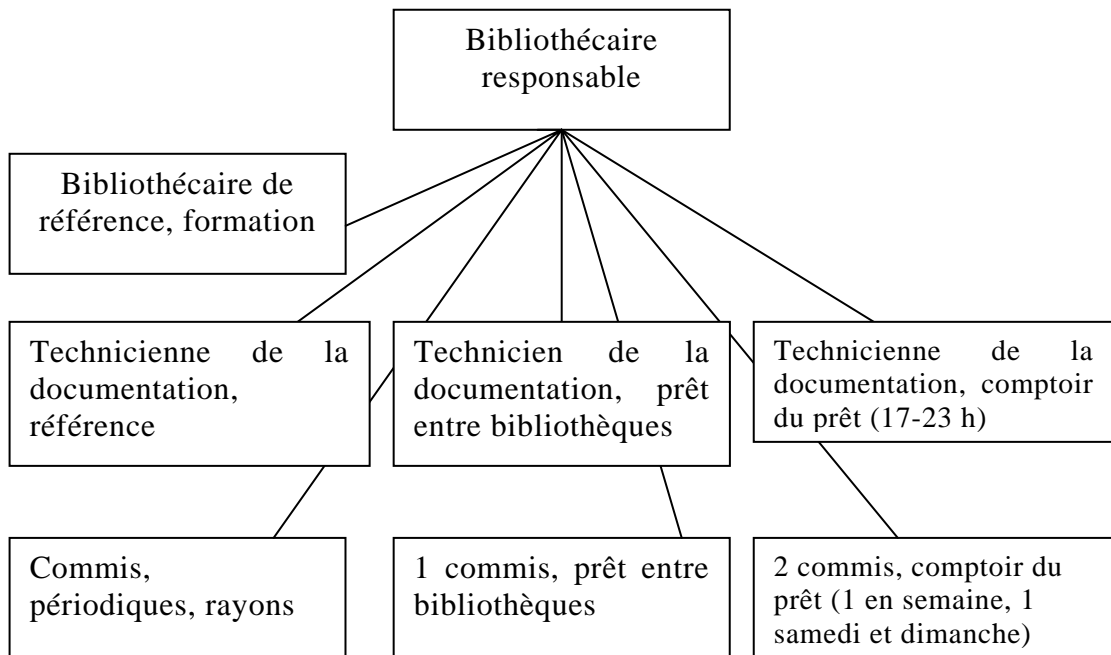 Bibliothécaire
responsable
Bibliothécaire de
référence, formation
Technicienne de la
documentation,
référence
Technicien de la
documentation, prêt
entre bibliothèques
Technicienne de la
documentation, comptoir
du prêt (17-23 h)
Commis,
périodiques, rayons
1 commis, prêt entre
bibliothèques
2 commis, comptoir du
prêt (1 en semaine, 1
samedi et dimanche)